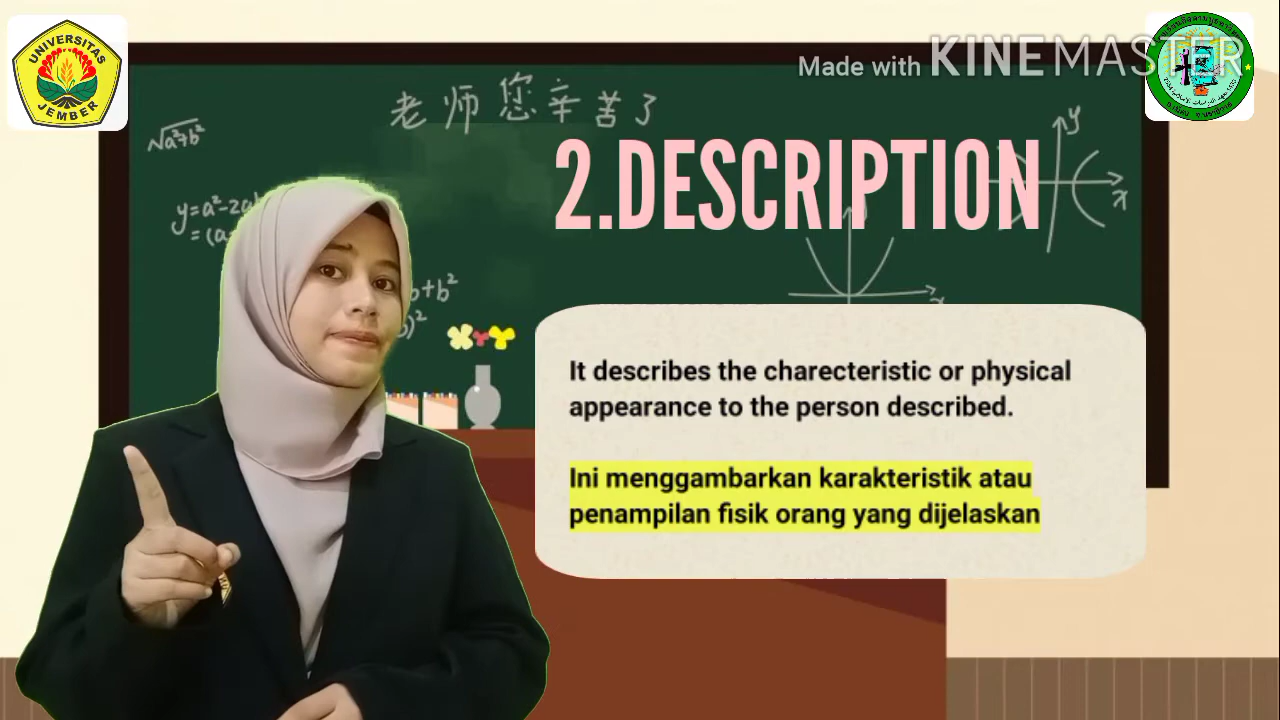 UNIVERSITAS
JEMBER
Made with KINEMASTER
老师您辛苦了
2.DESCRIPTION
It describes the charecteristic or physical
appearance to the person described.
Ini menggambarkan karakteristik atau
penampilan fisik orang yang dijelaskan
y
x